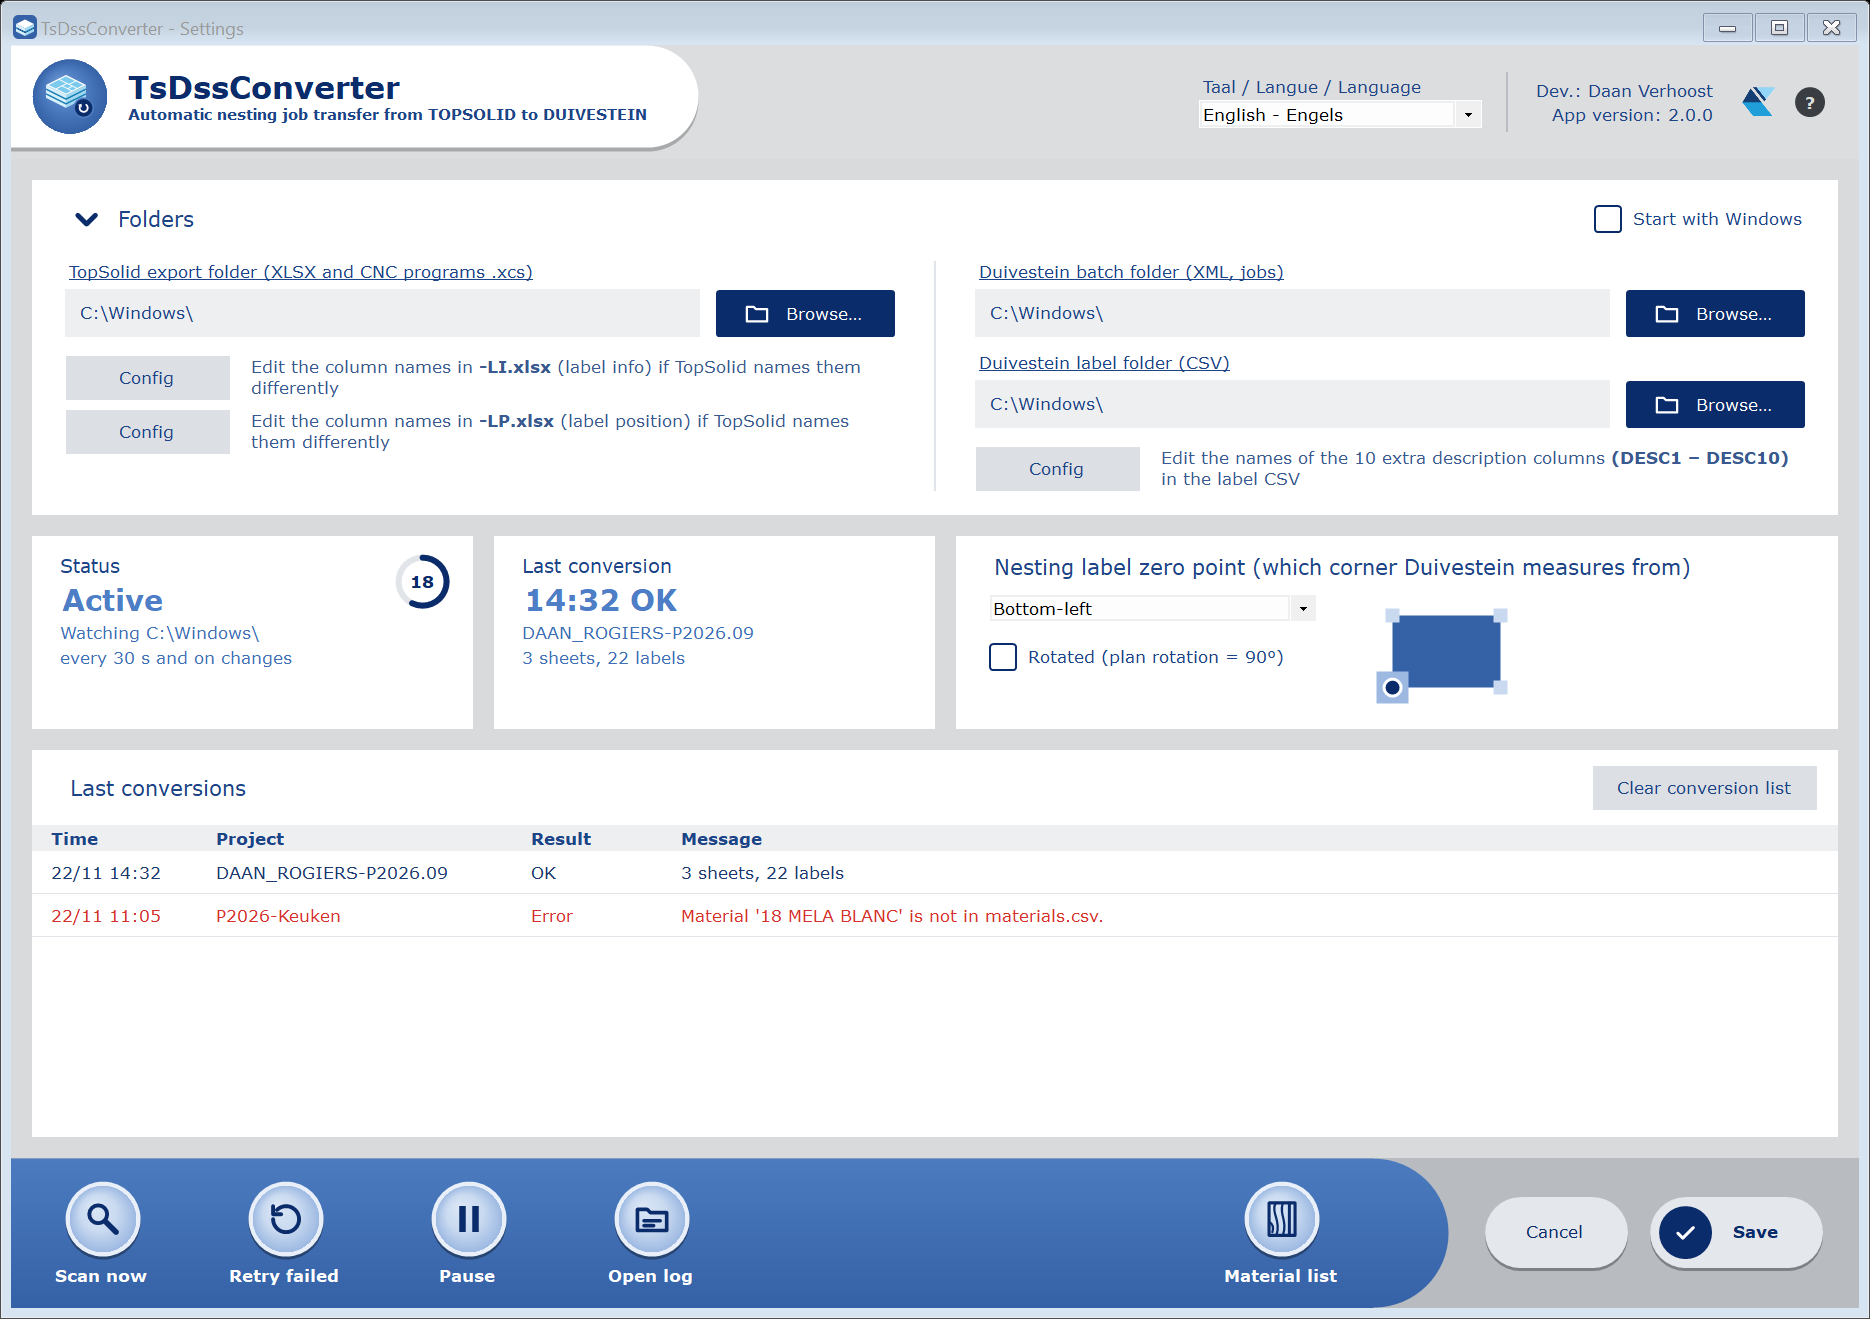 TsDssConverter - Settings
TsDssConverter
Automatic nesting job transfer from TOPSOLID to DUIVESTEIN
Taal / Langue / Language
English - Engels
Dev.: Daan Verhoost
App version: 2.0.0
?
Folders
Start with Windows
TopSolid export folder (XLSX and CNC programs .xcs)
C:\Windows\
Browse...
Config
Edit the column names in -LI.xlsx (label info) if TopSolid names them
differently
Config
Edit the column names in -LP.xlsx (label position) if TopSolid names
them differently
Duivestein batch folder (XML, jobs)
C:\Windows\
Browse...
Duivestein label folder (CSV)
C:\Windows\
Browse...
Config
Edit the names of the 10 extra description columns (DESC1 – DESC10)
in the label CSV
Status
18
Active
Watching C:\Windows\
every 30 s and on changes
Last conversion
14:32 OK
DAAN_ROGIERS-P2026.09
3 sheets, 22 labels
Nesting label zero point (which corner Duivestein measures from)
Bottom-left
Rotated (plan rotation = 90º)
Last conversions
Clear conversion list
Time Project Result Message
22/11 14:32 DAAN_ROGIERS-P2026.09 OK 3 sheets, 22 labels
22/11 11:05 P2026-Keuken Error Material '18 MELA BLANC' is not in materials.csv.
Scan now
Retry failed
Pause
Open log
Material list
Cancel
Save